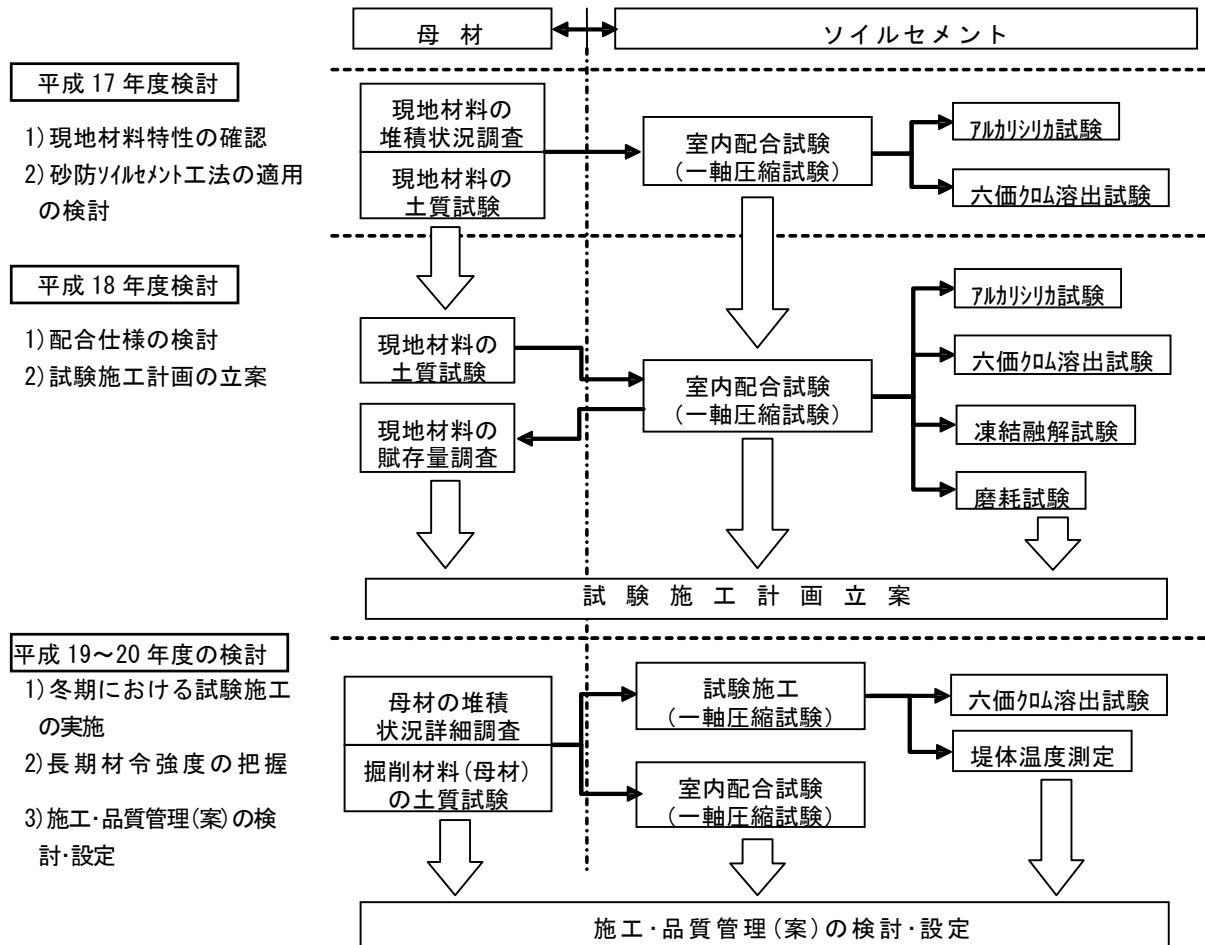 母 材
ソイルセメント
平成 17 年度検討
1) 現地材料特性の確認
2) 砂防ｿｲﾙｾﾒﾝﾄ工法の適用
の検討
現地材料の
堆積状況調査
現地材料の
土質試験
室内配合試験
(一軸圧縮試験)
ｱﾙｶﾘｼﾘｶ試験
六価ｸﾛﾑ溶出試験
平成 18 年度検討
1) 配合仕様の検討
2) 試験施工計画の立案
現地材料の
土質試験
現地材料の
賦存量調査
室内配合試験
(一軸圧縮試験)
ｱﾙｶﾘｼﾘｶ試験
六価ｸﾛﾑ溶出試験
凍結融解試験
磨耗試験
試 験 施 工 計 画 立 案
平成 19～20 年度の検討
1) 冬期における試験施工
の実施
2) 長期材令強度の把握
3) 施工･品質管理(案)の検
討･設定
母材の堆積
状況詳細調査
掘削材料(母材)
の土質試験
試験施工
(一軸圧縮試験)
室内配合試験
(一軸圧縮試験)
六価ｸﾛﾑ溶出試験
堤体温度測定
施工･品質管理(案)の検討･設定